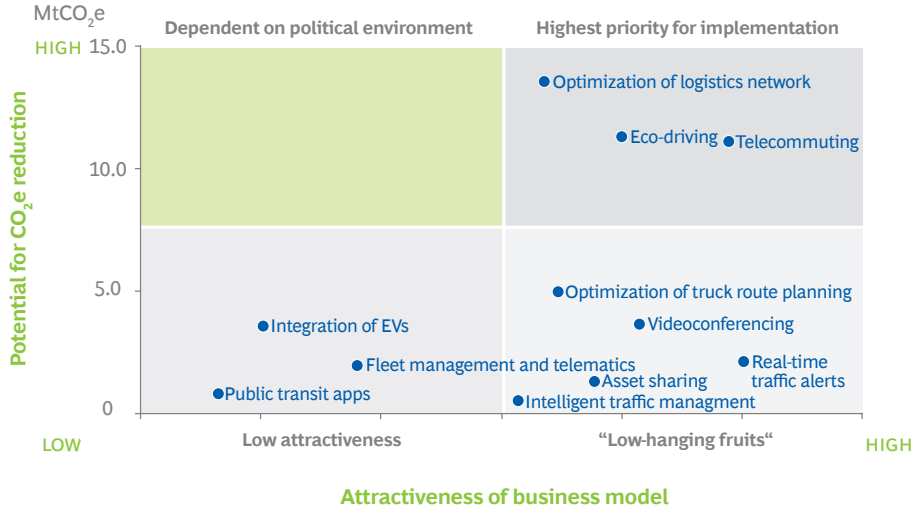 MtCO2e
Dependent on political environment
Highest priority for implementation
HIGH
15.0
Optimization of logistics network
Eco-driving
Telecommuting
10.0
Potential for CO2e reduction
5.0
Optimization of truck route planning
Integration of EVs
Videoconferencing
Fleet management and telematics
Real-time
traffic alerts
Asset sharing
Public transit apps
Intelligent traffic managment
0
LOW
Low attractiveness
“Low-hanging fruits“
HIGH
Attractiveness of business model